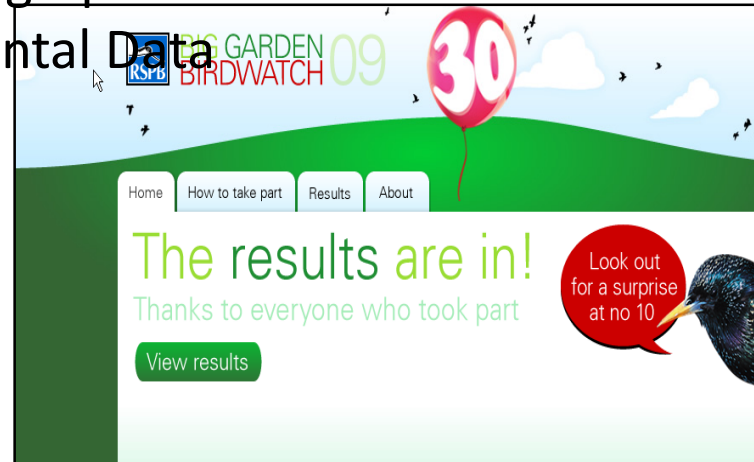 ntal Data
RSPB
BIG GARDEN
BIRDWATCH 09
30
Home How to take part Results About
The results are in!
Thanks to everyone who took part
View results
Look out
for a surprise
at no 10